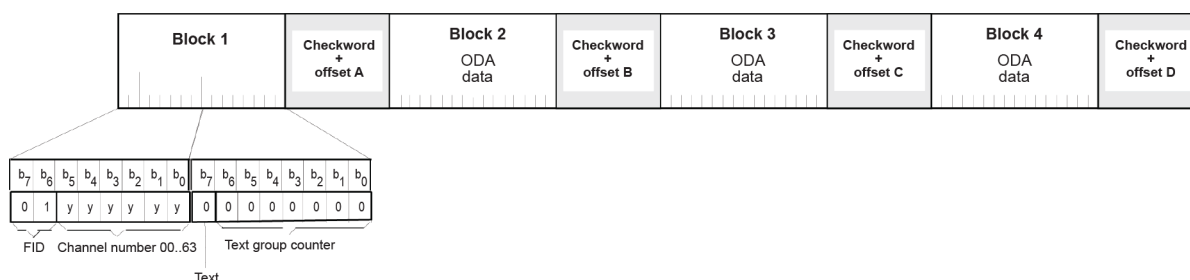 Block 1
Checkword
+
offset A
Block 2
ODA
data
Checkword
+
offset B
Block 3
ODA
data
Checkword
+
offset C
Block 4
ODA
data
Checkword
+
offset D
b7 b6 b5 b4 b3 b2 b1 b0 b7 b6 b5 b4 b3 b2 b1 b0
0 1 y y y y y y 0 0 0 0 0 0 0 0
FID Channel number 00..63 Text group counter
Text